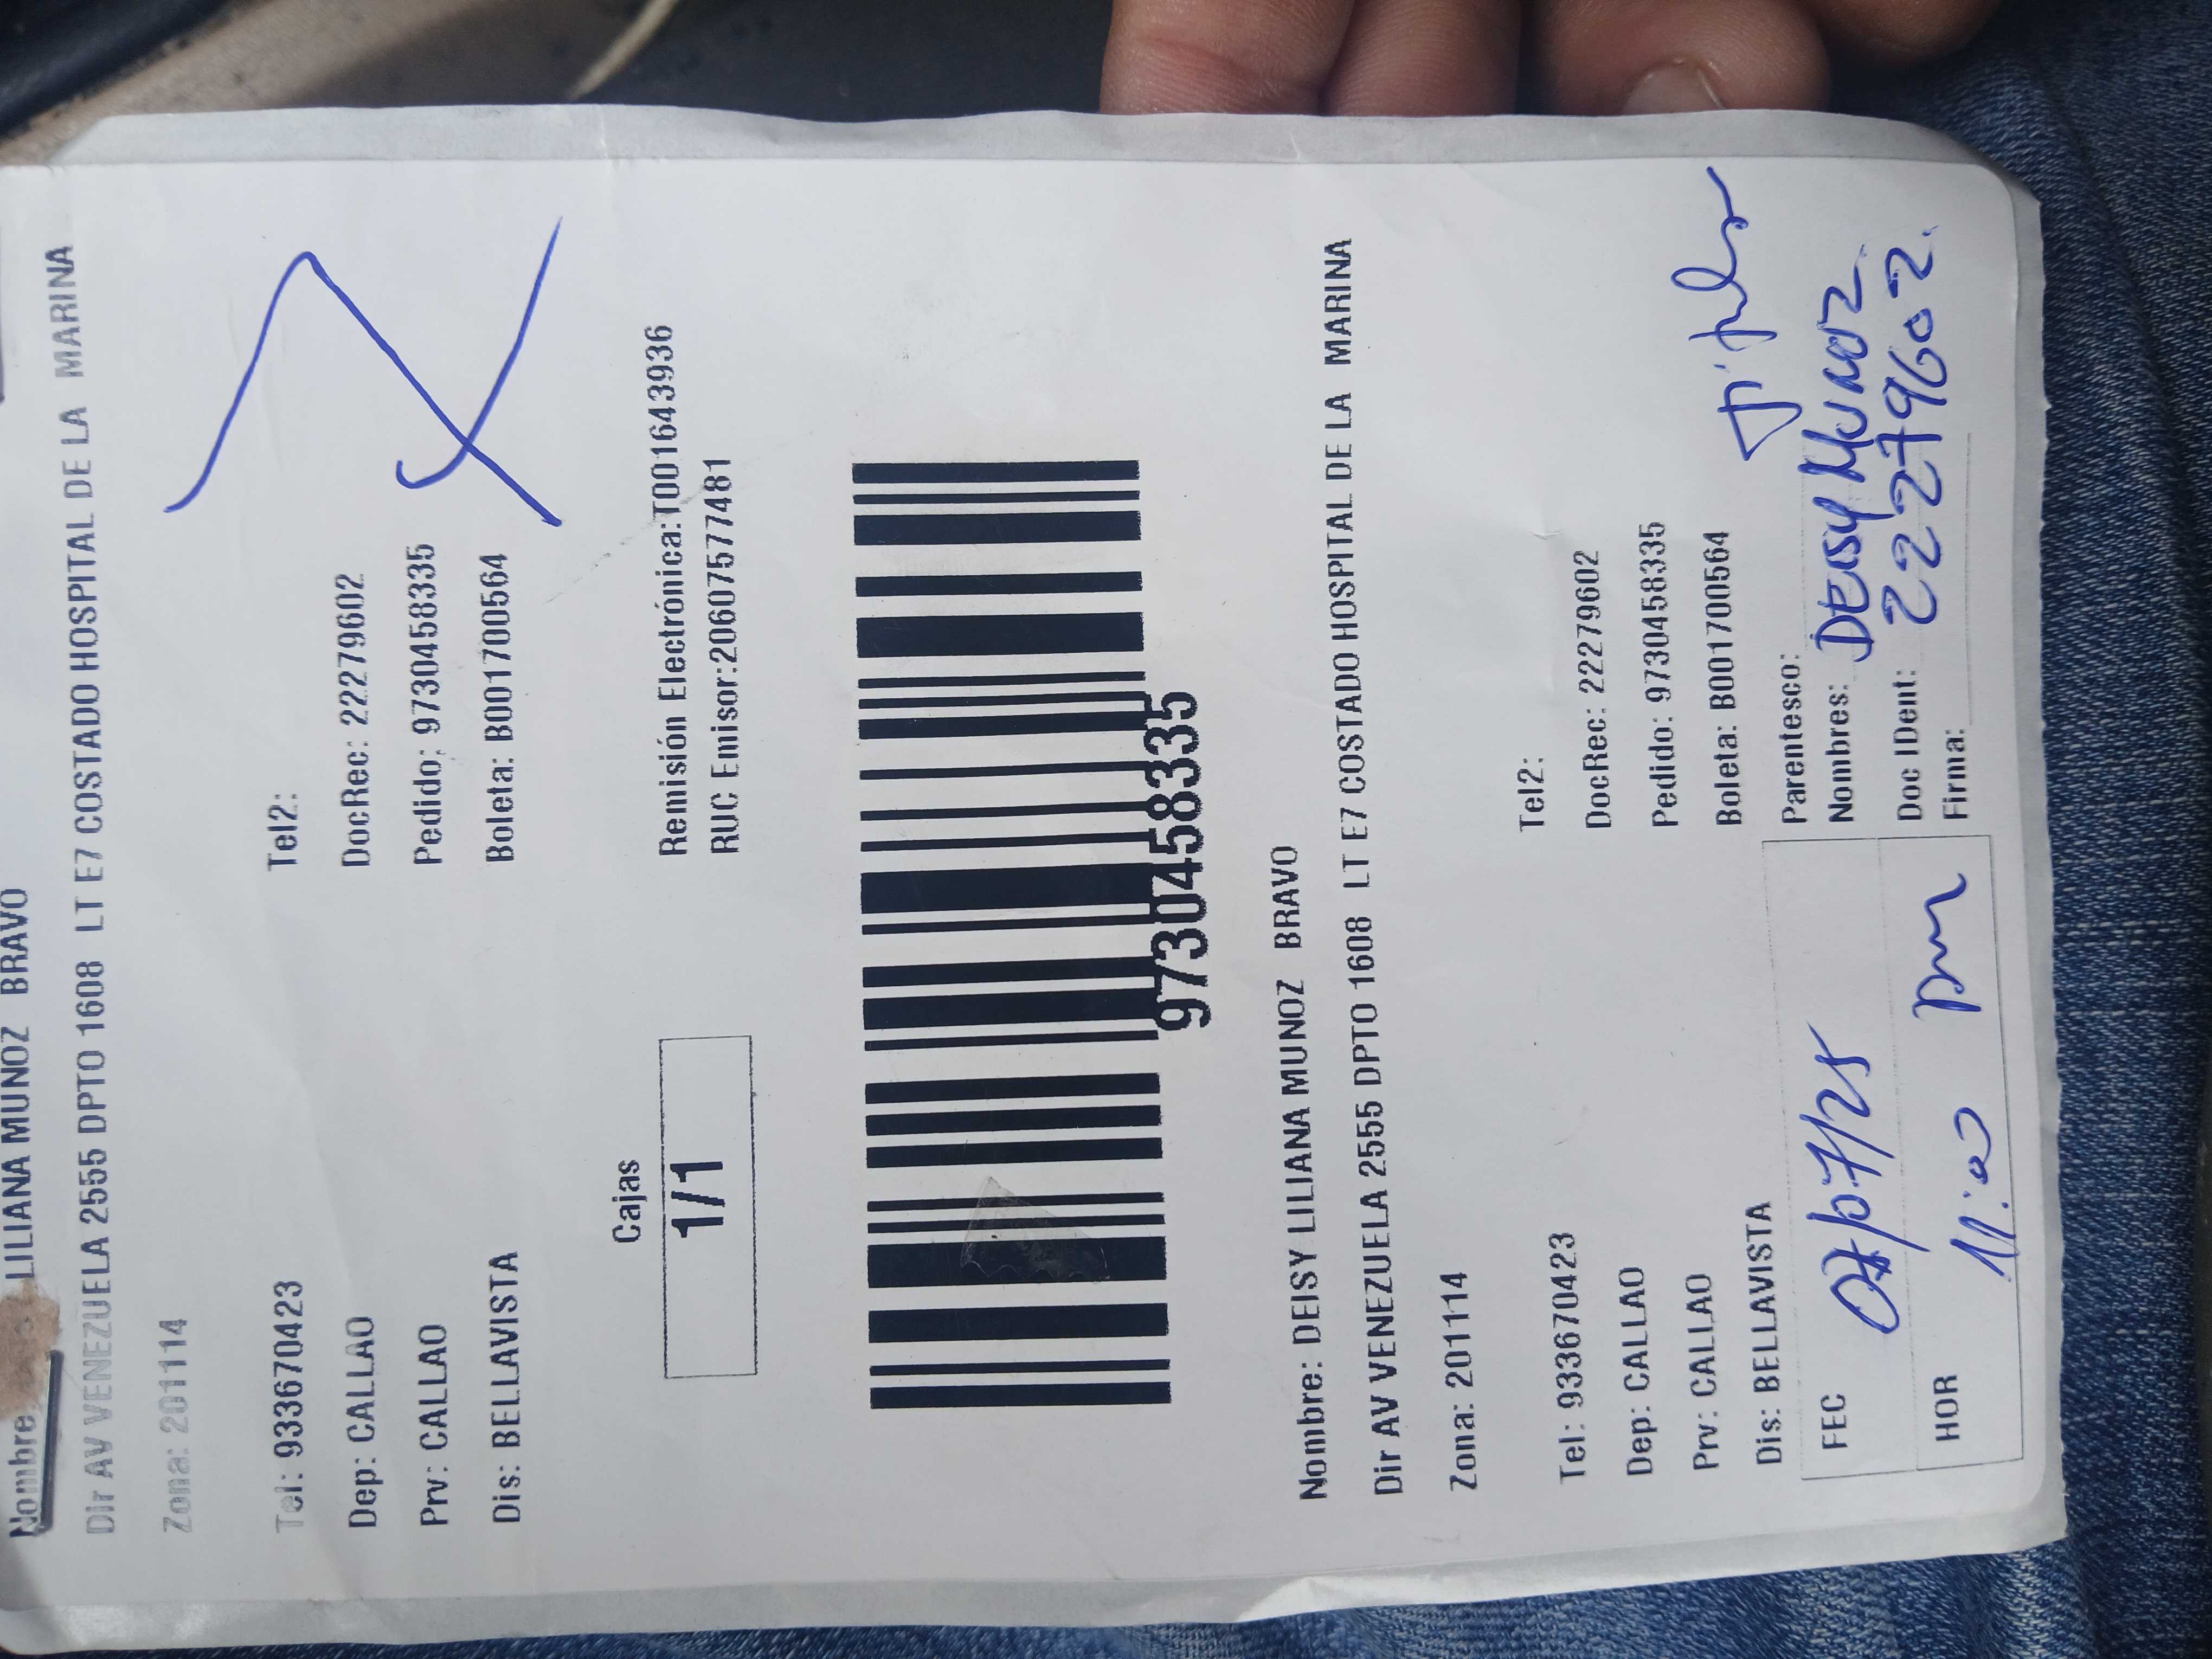 Nombre LILIANA MUNOZ BRAVO
Dir AV VENEZUELA 2555 DPTO 1608 LT E7 COSTADO HOSPITAL DE LA MARINA
Zona: 201114
Tel: 933670423 Tel2:
Dep: CALLAO DocRec: 22279602
Prv: CALLAO Pedido: 9730458335
Dis: BELLAVISTA Boleta: B001700564
Cajas
1/1
Remisión Electrónica:T001643936
RUC Emisor:20607577481
9730458335
Nombre: DEISY LILIANA MUNOZ BRAVO
Dir AV VENEZUELA 2555 DPTO 1608 LT E7 COSTADO HOSPITAL DE LA MARINA
Zona: 201114
Tel: 933670423 Tel2:
Dep: CALLAO DocRec: 22279602
Prv: CALLAO Pedido: 9730458335
Dis: BELLAVISTA Boleta: B001700564
Parentesco:
FEC Nombres: DEISY MUNOZ
HOR Doc IDent: 22279602.
Firma: